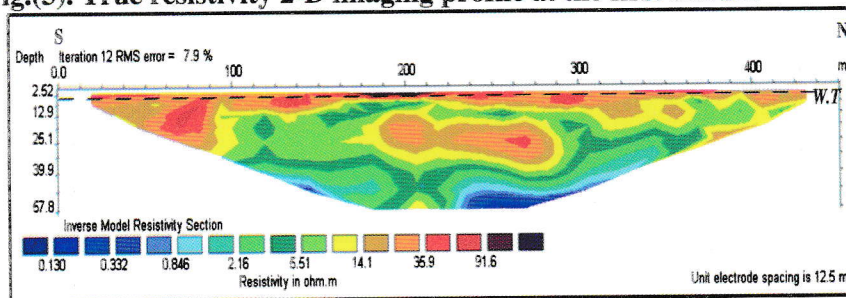 S N
Depth Iteration 12 RMS error = 7.9 %
0.0 100 200 300 400 m
2.52
W.T
12.9
25.1
39.9
57.8
Inverse Model Resistivity Section
0.130 0.332 0.846 2.16 5.51 14.1 35.9 91.6
Resistivity in ohm.m Unit electrode spacing is 12.5 m